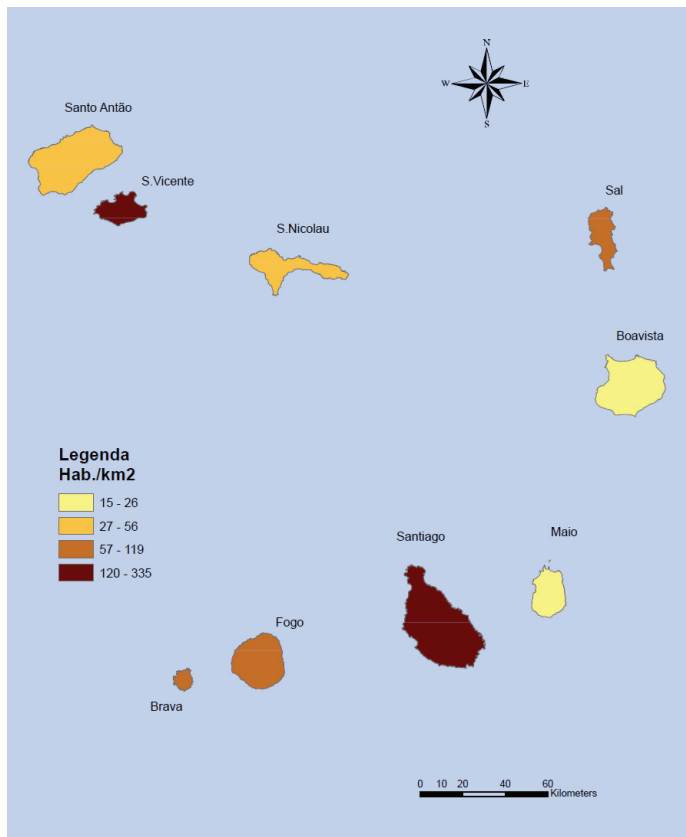 N
W E
S
Santo Antão
S.Vicente
S.Nicolau
Sal
Boavista
Legenda
Hab./km2
15 - 26
27 - 56
57 - 119
120 - 335
Santiago
Maio
Fogo
Brava
0 10 20 40 60
Kilometers